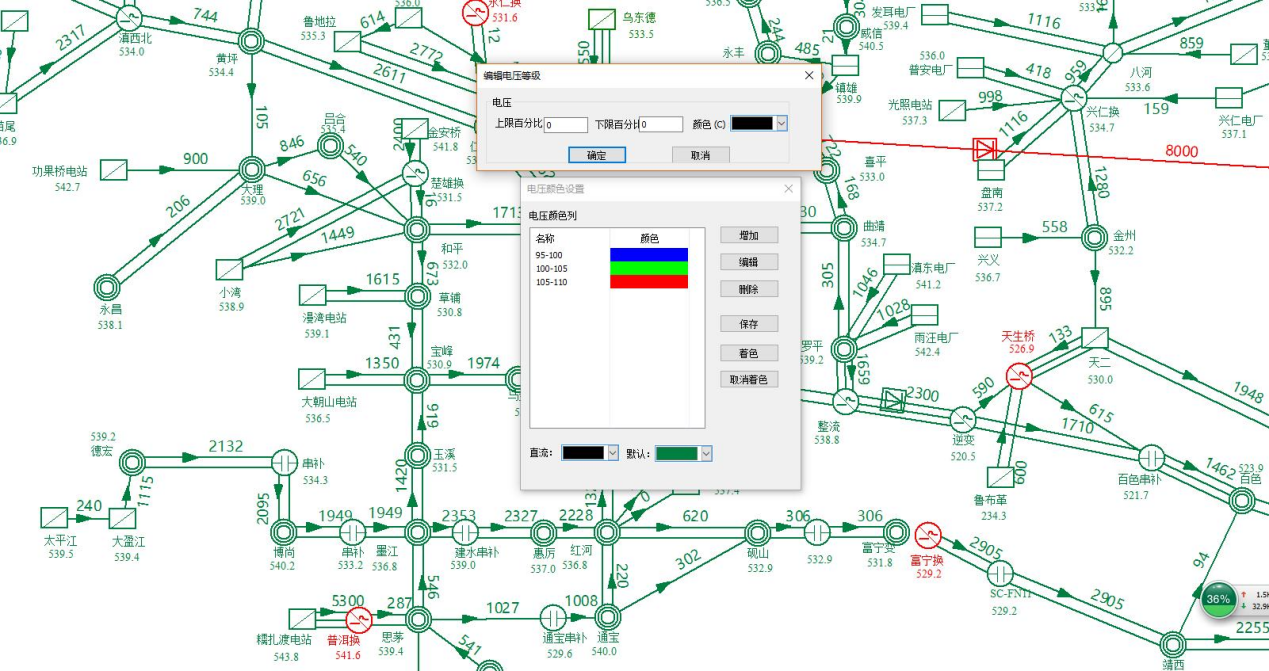 744
2317
滇西北
534.0
黄坪
534.4
鲁地拉
535.3
614
536.0
2772
2611
永仁换
531.6
12
乌东德
533.5
550
536.5
244
永丰
485
21
威信
540.5
镇雄
539.9
发耳电厂
539.4
1116
普安电厂
536.0
418
959
859
八河
533.6
光照电站
537.3
998
1116
兴仁换
534.7
159
兴仁电厂
537.1
8000
盘南
537.2
1280
编辑电压等级
电压
上限百分比
0
下限百分比
0
颜色 (C)
确定
取消
105
吕合
535.4
846
540
656
金安桥
541.8
楚雄换
531.5
16
功果桥电站
542.7
900
大理
539.0
206
永昌
538.1
2721
1449
小湾
538.9
和平
532.0
673
1615
漫湾电站
539.1
草铺
530.8
431
宝峰
530.9
1350
1974
大朝山电站
536.5
919
玉溪
531.5
1420
电压颜色设置
电压颜色列
名称
颜色
95-100
100-105
105-110
增加
编辑
删除
保存
着色
取消着色
直流:
默认:
喜平
533.0
168
曲靖
534.7
305
1046
滇东电厂
541.2
1028
雨汪电厂
542.4
罗平
539.2
1659
整流
538.8
2300
逆变
520.5
590
558
兴义
536.7
金州
532.2
895
天生桥
526.9
133
天二
530.0
1948
615
1710
600
鲁布革
234.3
百色串补
521.7
1462
523.9
百色
539.2
德宏
2132
串补
534.3
1115
240
太平江
539.5
大盈江
539.4
2095
博尚
540.2
1949
串补
533.2
1949
墨江
536.8
2353
建水串补
539.0
2327
惠历
537.0
2228
红河
536.8
620
砚山
532.9
306
532.9
306
富宁变
531.8
富宁换
529.2
2905
SC-FN11
529.2
2905
94
靖西
2255
36%
302
220
546
5300
糯扎渡电站
543.8
普洱换
541.6
287
思茅
539.4
1027
通宝串补
529.6
1008
通宝
540.0
541